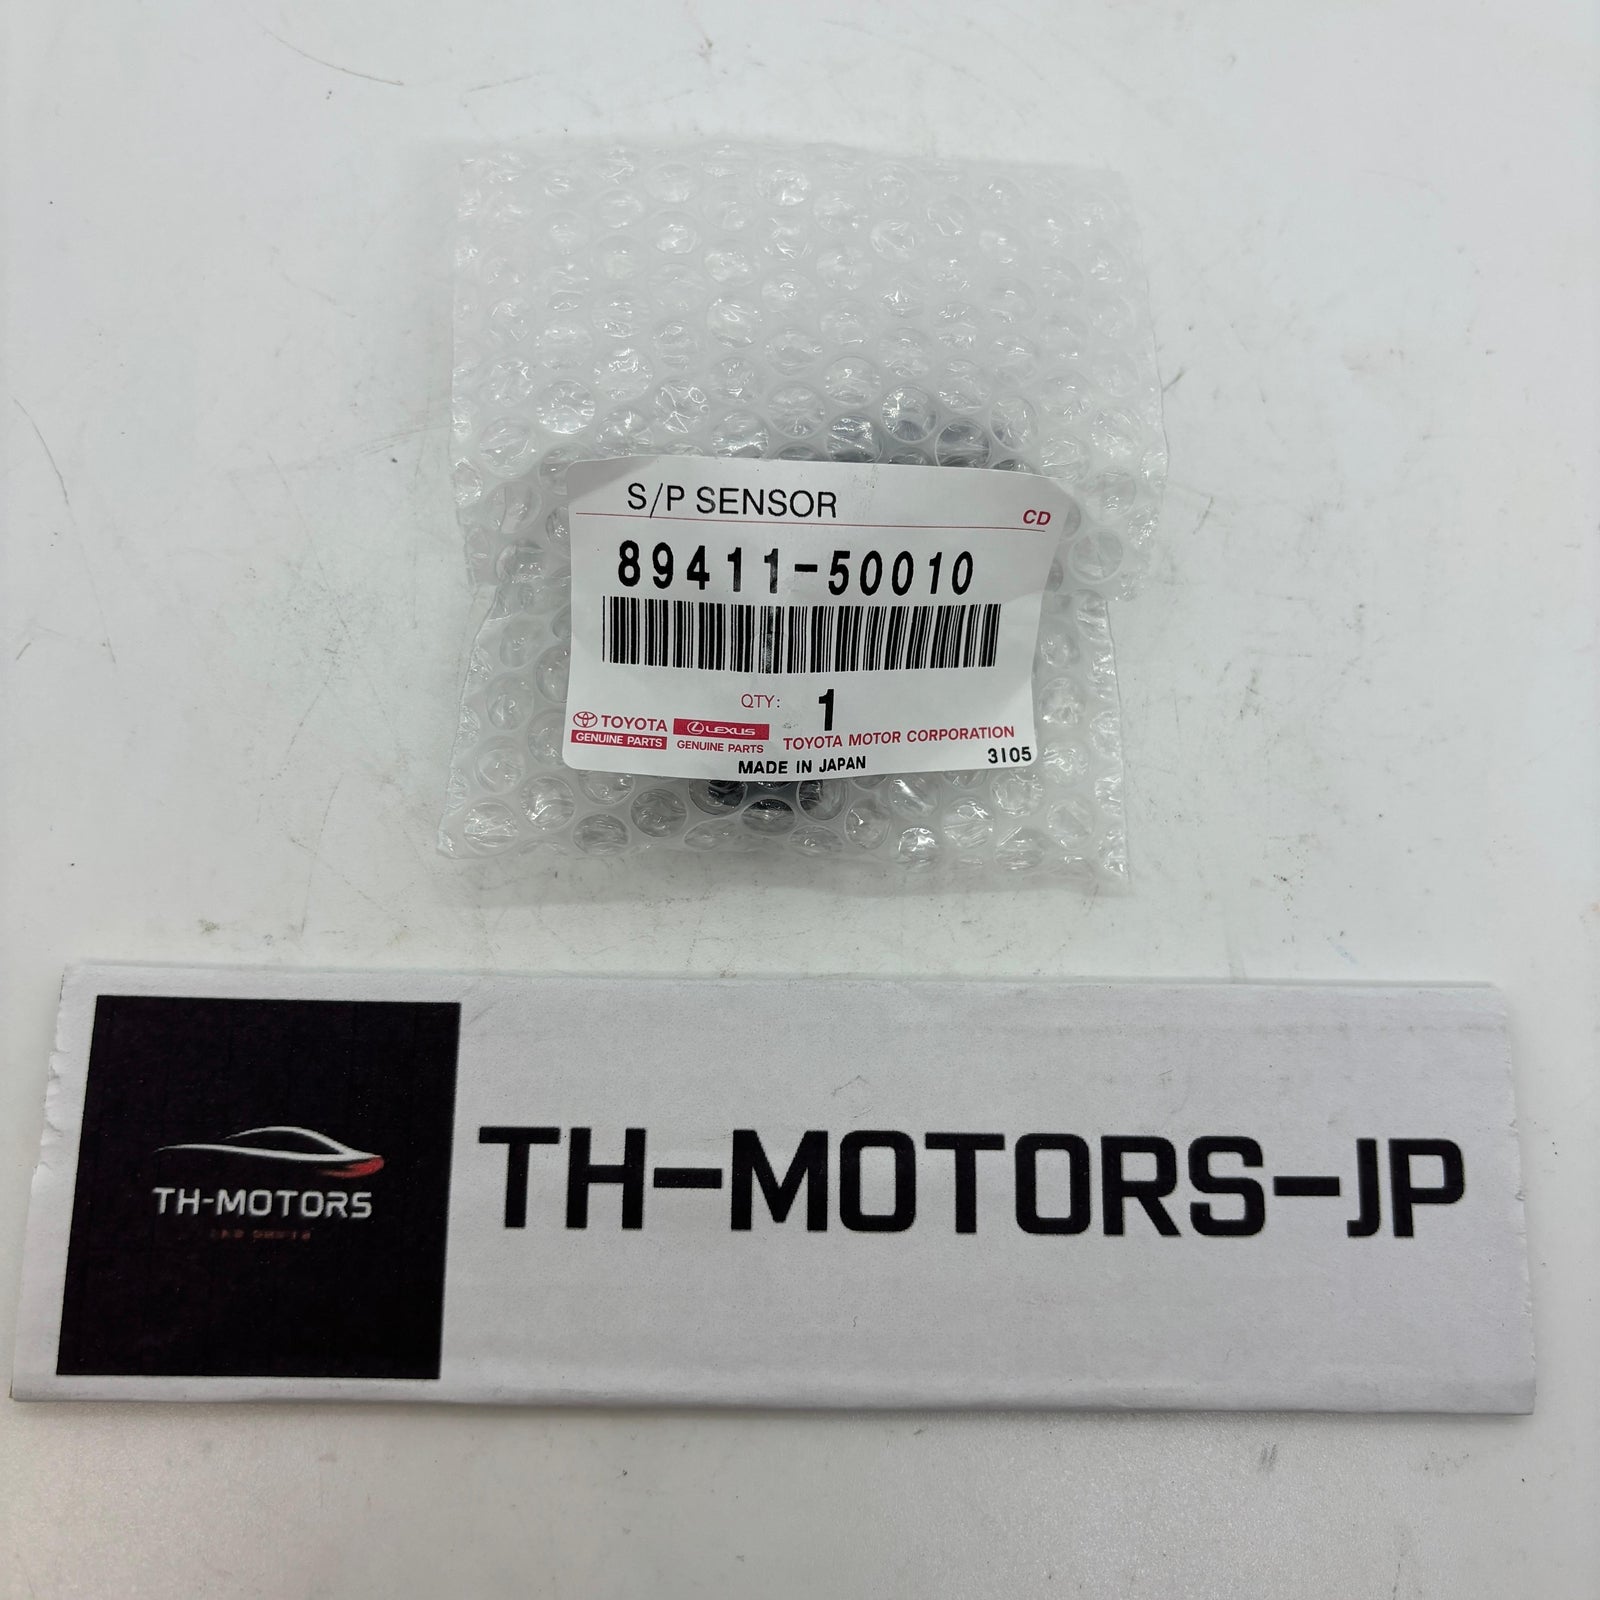 S/P SENSOR
CD
89411-50010
QTY: 1
TOYOTA LEXUS TOYOTA MOTOR CORPORATION
GENUINE PARTS GENUINE PARTS
MADE IN JAPAN 3105
TH-MOTORS-JP
TH-MOTORS